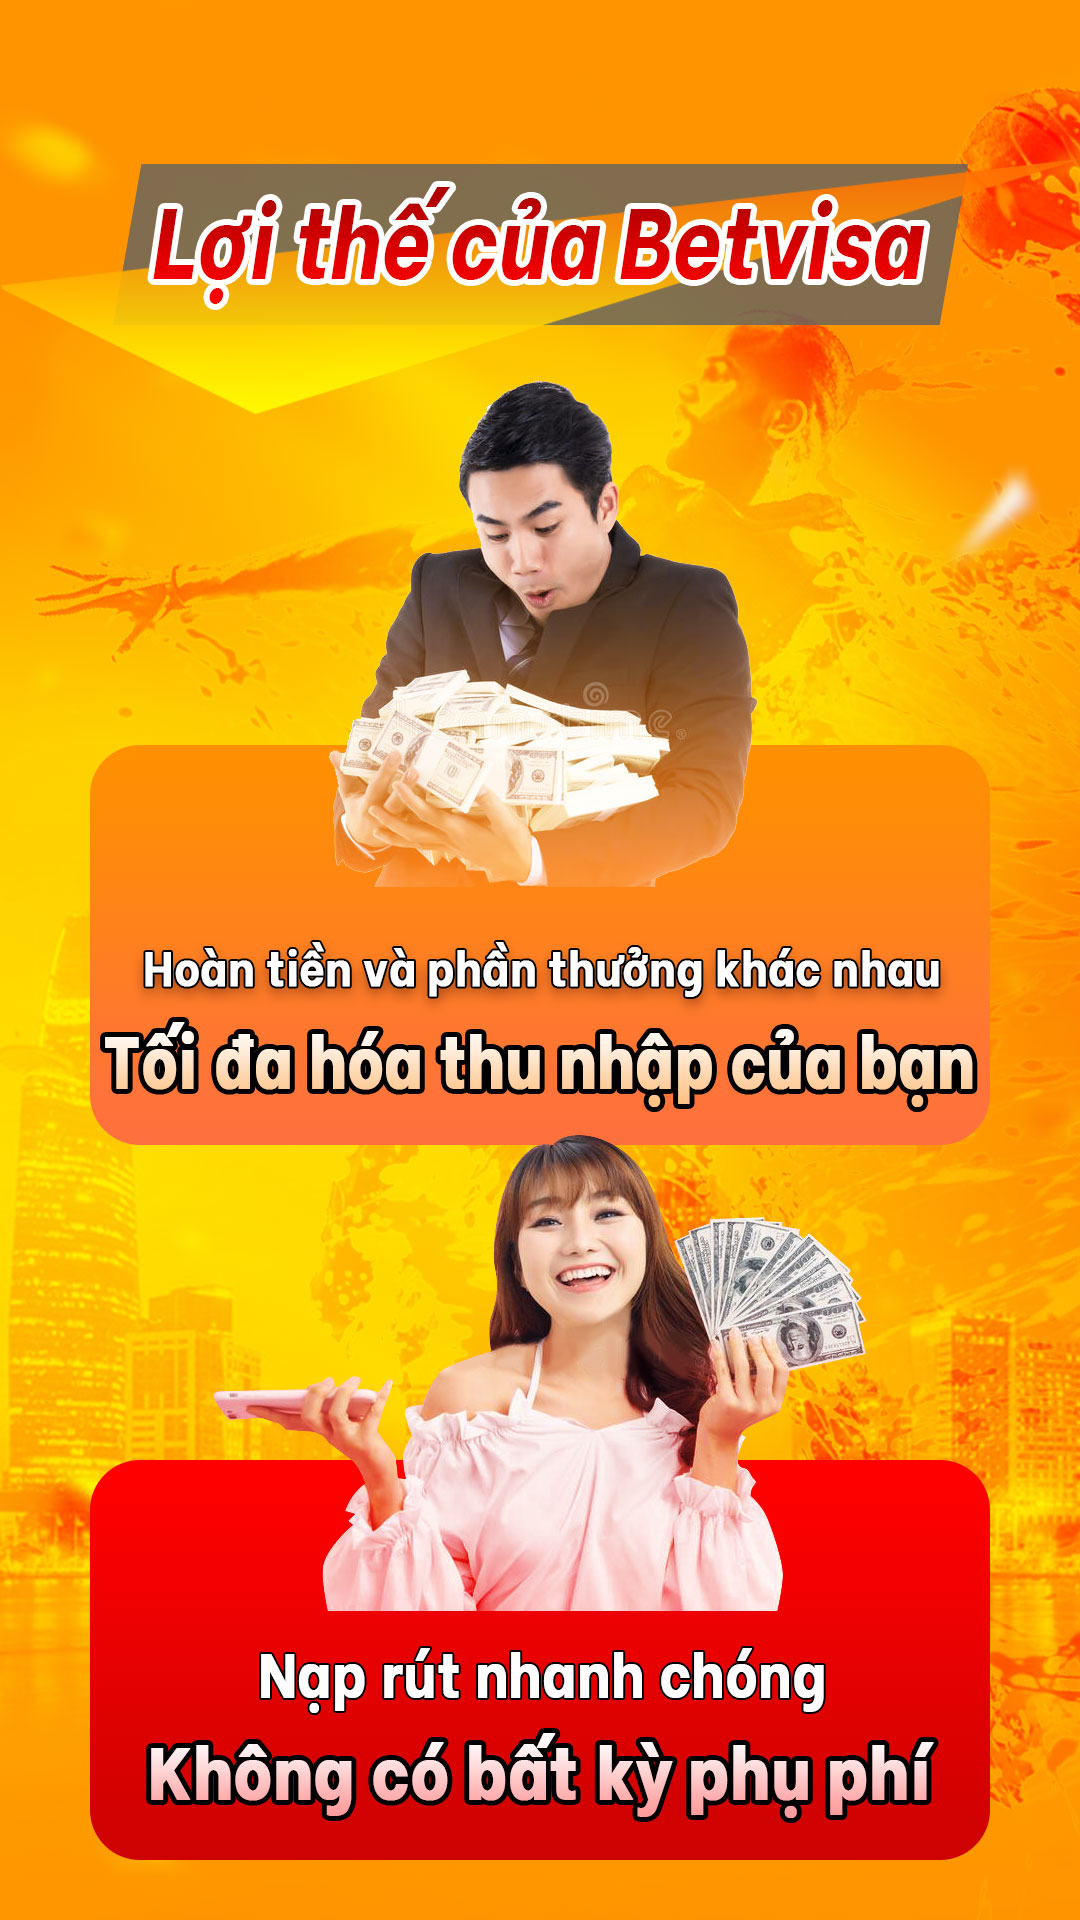 Lợi thế của Betvisa
Hoàn tiền và phần thưởng khác nhau
Tối đa hóa thu nhập của bạn
Nạp rút nhanh chóng
Không có bất kỳ phụ phí